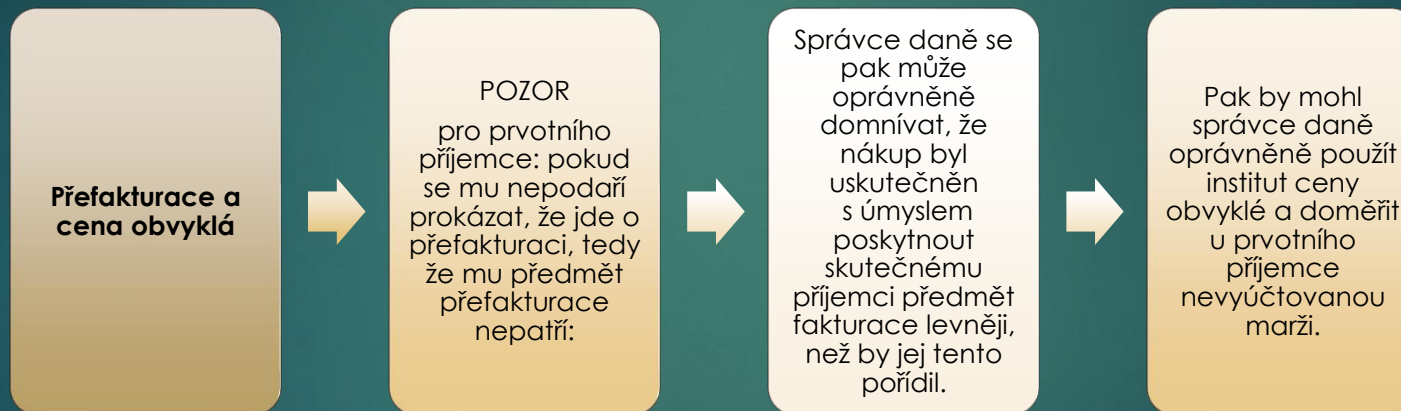 Přefakturace a
cena obvyklá
POZOR
pro prvotního
příjemce: pokud
se mu nepodaří
prokázat, že jde o
přefakturaci, tedy
že mu předmět
přefakturace
nepatří:
Správce daně se
pak může
oprávněně
domnívat, že
nákup byl
uskutečněn
s úmyslem
poskytnout
skutečnému
příjemci předmět
fakturace levněji,
než by jej tento
pořídil.
Pak by mohl
správce daně
oprávněně použít
institut ceny
obvyklé a doměřit
u prvotního
příjemce
nevyúčtovanou
marži.